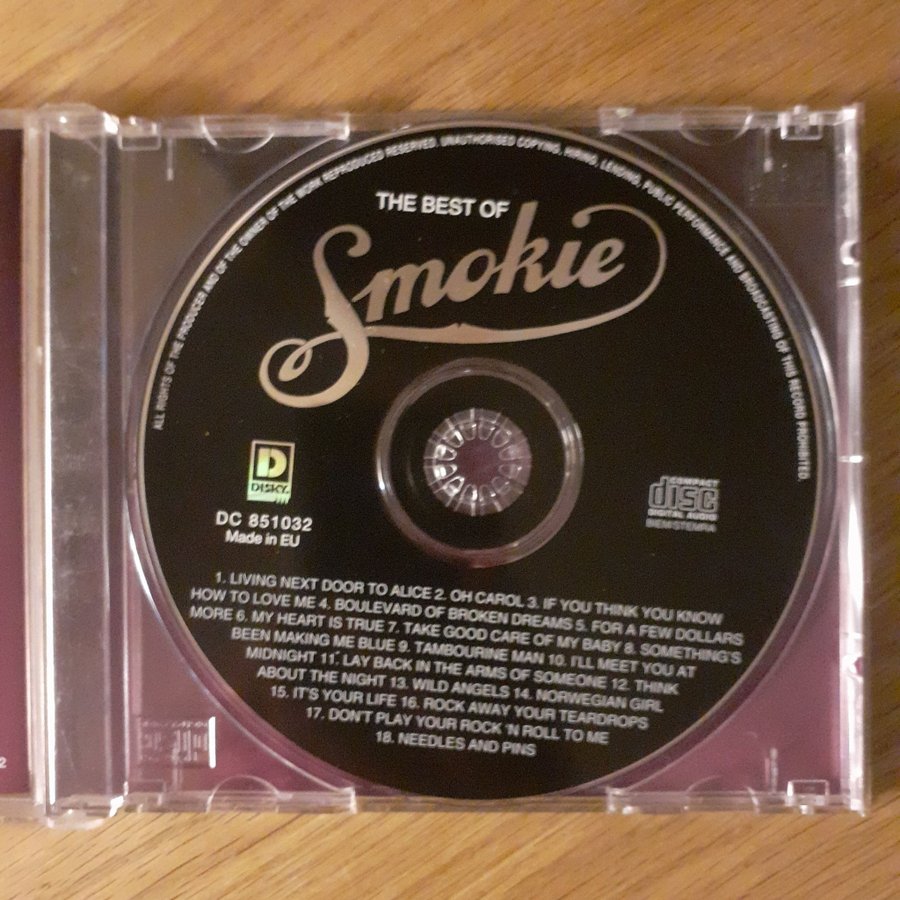 ALL RIGHTS OF THE PRODUCER AND OF THE OWNER OF THE WORK REPRODUCED RESERVED. UNAUTHORISED COPYING, HIRING, LENDING, PUBLIC PERFORMANCE AND BROADCASTING OF THIS RECORD PROHIBITED.
THE BEST OF
Smokie
D
DISKY
DC 851032
Made in EU
COMPACT
disc
DIGITAL AUDIO
BIEM/STEMRA
1. LIVING NEXT DOOR TO ALICE 2. OH CAROL 3. IF YOU THINK YOU KNOW
HOW TO LOVE ME 4. BOULEVARD OF BROKEN DREAMS 5. FOR A FEW DOLLARS
MORE 6. MY HEART IS TRUE 7. TAKE GOOD CARE OF MY BABY 8. SOMETHING'S
BEEN MAKING ME BLUE 9. TAMBOURINE MAN 10. I'LL MEET YOU AT
MIDNIGHT 11. LAY BACK IN THE ARMS OF SOMEONE 12. THINK
ABOUT THE NIGHT 13. WILD ANGELS 14. NORWEGIAN GIRL
15. IT'S YOUR LIFE 16. ROCK AWAY YOUR TEARDROPS
17. DON'T PLAY YOUR ROCK 'N ROLL TO ME
18. NEEDLES AND PINS
2